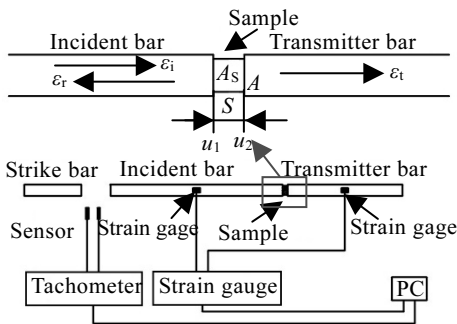 Sample
Incident bar
Transmitter bar
εi
εr
AS
A
εt
S
u1
u2
Strike bar
Incident bar
Transmitter bar
Sensor
Strain gage
Sample
Strain gage
Tachometer
Strain gauge
PC